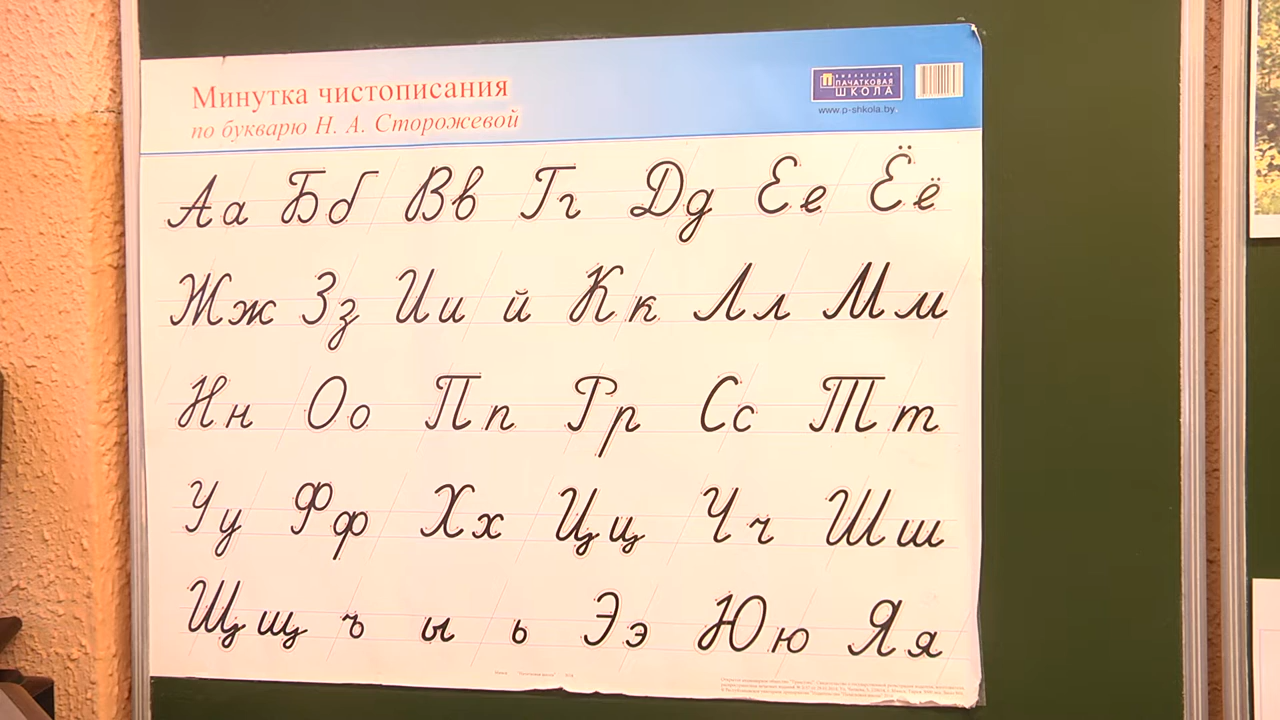 Минутка чистописания
по букварю Н. А. Сторожевой
ПАЧАТКОВАЯ
ШКОЛА
www.p-shkola.by.
Аа Бб Вв Гг Дд Ее Ёё
Жж Зз Ии й Кк Лл Мм
Нн Оо Пп Рр Сс Тт
Уу Фф Хх Цц Чч Шш
Щщ ъ ы ь Ээ Юю Яя